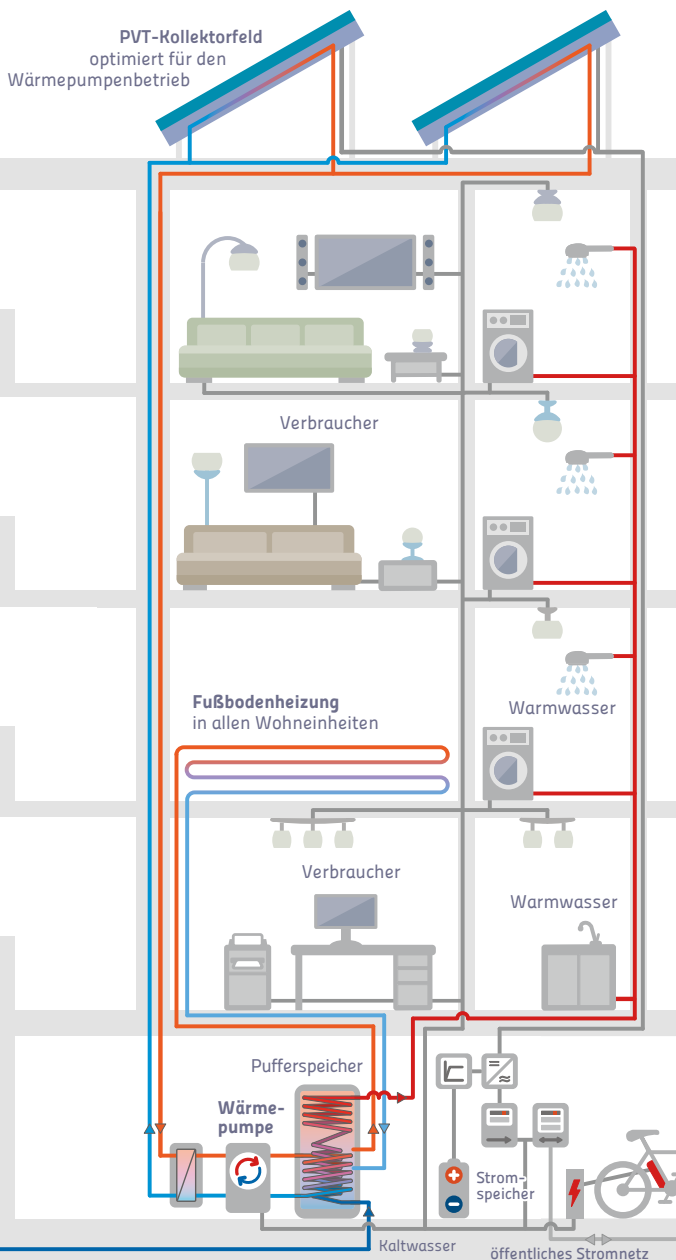 PVT-Kollektorfeld
optimiert für den
Wärmepumpenbetrieb
Verbraucher
Fußbodenheizung
in allen Wohneinheiten
Warmwasser
Verbraucher
Warmwasser
Pufferspeicher
Wärme-
pumpe
Strom-
speicher
Kaltwasser
öffentliches Stromnetz